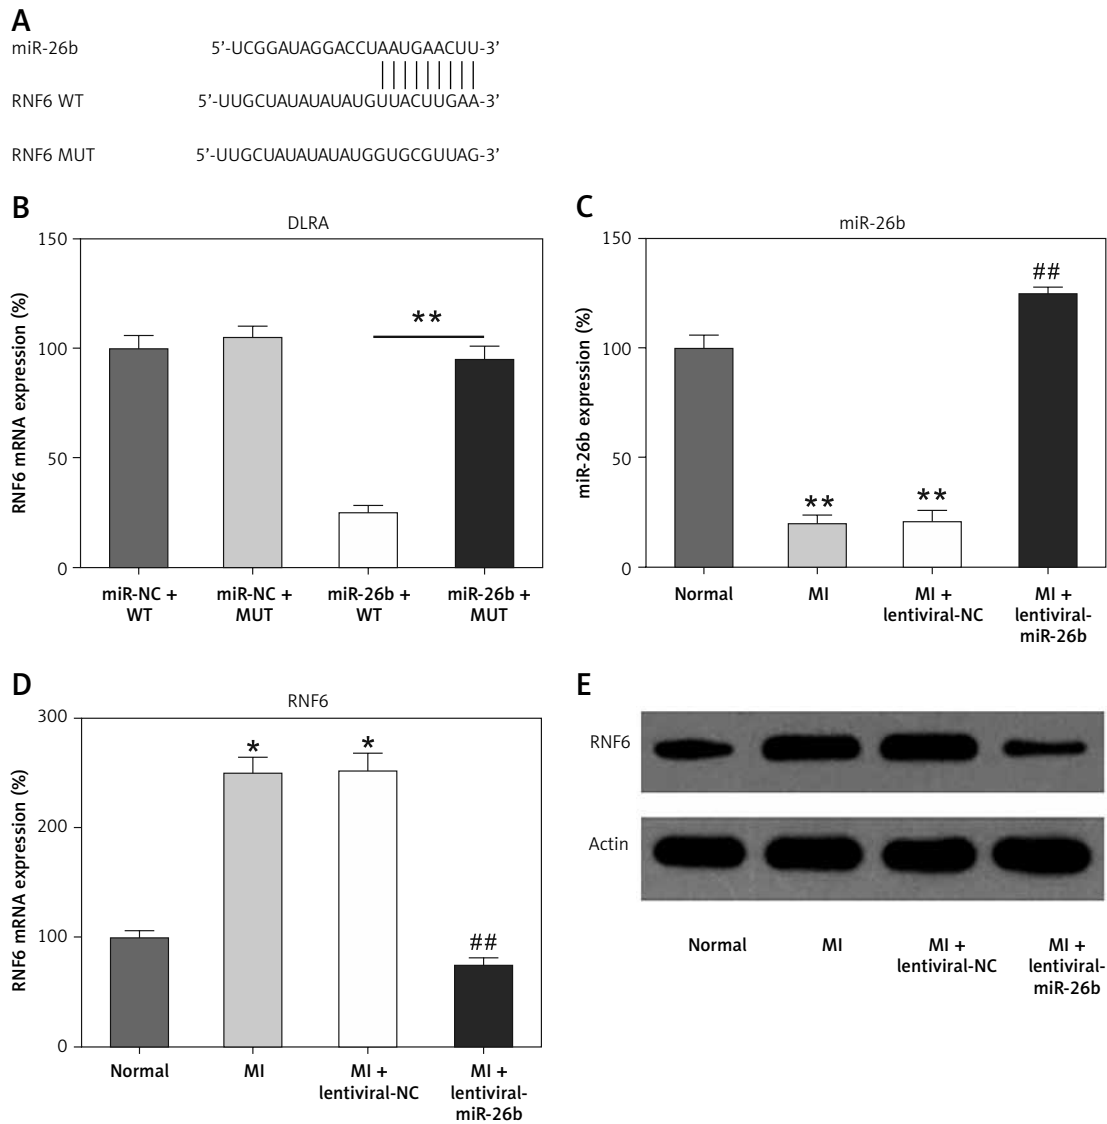 A
miR-26b 5’-UCGGAUAGGACCUAAUGAACUU-3’
RNF6 WT 5’-UUGCUAUAUAUAUGUUACUUGAA-3’
RNF6 MUT 5’-UUGCUAUAUAUAUGGUGCGUUAG-3’
B
DLRA
RNF6 mRNA expression (%)
150
100
50
0
**
miR-NC +
WT
miR-NC +
MUT
miR-26b +
WT
miR-26b +
MUT
C
miR-26b
miR-26b expression (%)
150
100
50
0
**
**
##
Normal
MI
MI +
lentiviral-NC
MI +
lentiviral-
miR-26b
D
RNF6
RNF6 mRNA expression (%)
300
200
100
0
*
*
##
Normal
MI
MI +
lentiviral-NC
MI +
lentiviral-
miR-26b
E
RNF6
Actin
Normal
MI
MI +
lentiviral-NC
MI +
lentiviral-
miR-26b